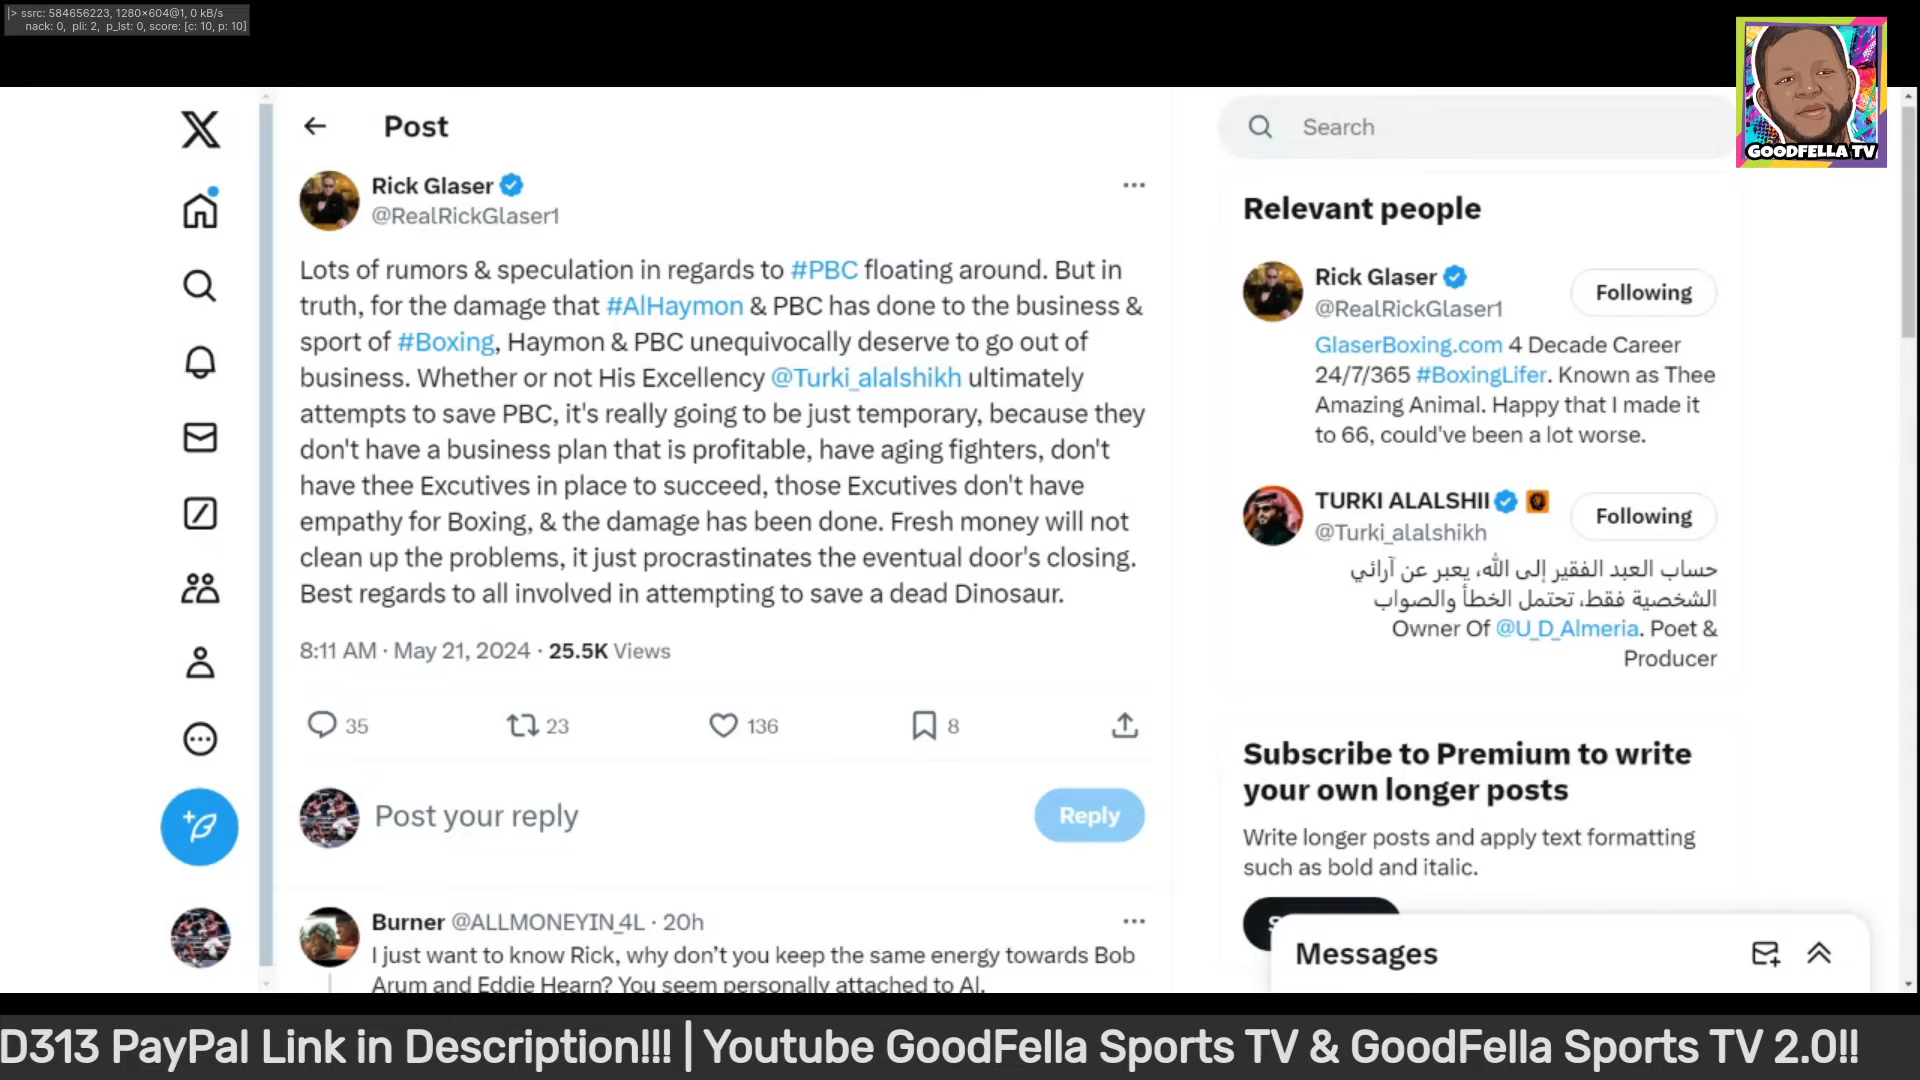 |> ssrc: 584656223, 1280×604@1, 0 kB/s
nack: 0, pli: 2, p_lst: 0, score: [c: 10, p: 10]
GOODFELLA TV
Post
Search
Rick Glaser
@RealRickGlaser1
Lots of rumors & speculation in regards to #PBC floating around. But in
truth, for the damage that #AlHaymon & PBC has done to the business &
sport of #Boxing, Haymon & PBC unequivocally deserve to go out of
business. Whether or not His Excellency @Turki_alalshikh ultimately
attempts to save PBC, it's really going to be just temporary, because they
don't have a business plan that is profitable, have aging fighters, don't
have thee Excutives in place to succeed, those Excutives don't have
empathy for Boxing, & the damage has been done. Fresh money will not
clean up the problems, it just procrastinates the eventual door's closing.
Best regards to all involved in attempting to save a dead Dinosaur.
8:11 AM · May 21, 2024 · 25.5K Views
35 23 136 8
Post your reply
Reply
Burner @ALLMONEYIN_4L · 20h
I just want to know Rick, why don’t you keep the same energy towards Bob
Arum and Eddie Hearn? You seem personally attached to Al.
Relevant people
Rick Glaser
Following
@RealRickGlaser1
GlaserBoxing.com 4 Decade Career
24/7/365 #BoxingLifer. Known as Thee
Amazing Animal. Happy that I made it
to 66, could've been a lot worse.
TURKI ALALSHII
Following
@Turki_alalshikh
حساب العبد الفقير إلى الله، يعبر عن آرائي
الشخصية فقط، تحتمل الخطأ والصواب
Owner Of @U_D_Almeria. Poet &
Producer
Subscribe to Premium to write
your own longer posts
Write longer posts and apply text formatting
such as bold and italic.
Messages
D313 PayPal Link in Description!!! | Youtube GoodFella Sports TV & GoodFella Sports TV 2.0!!